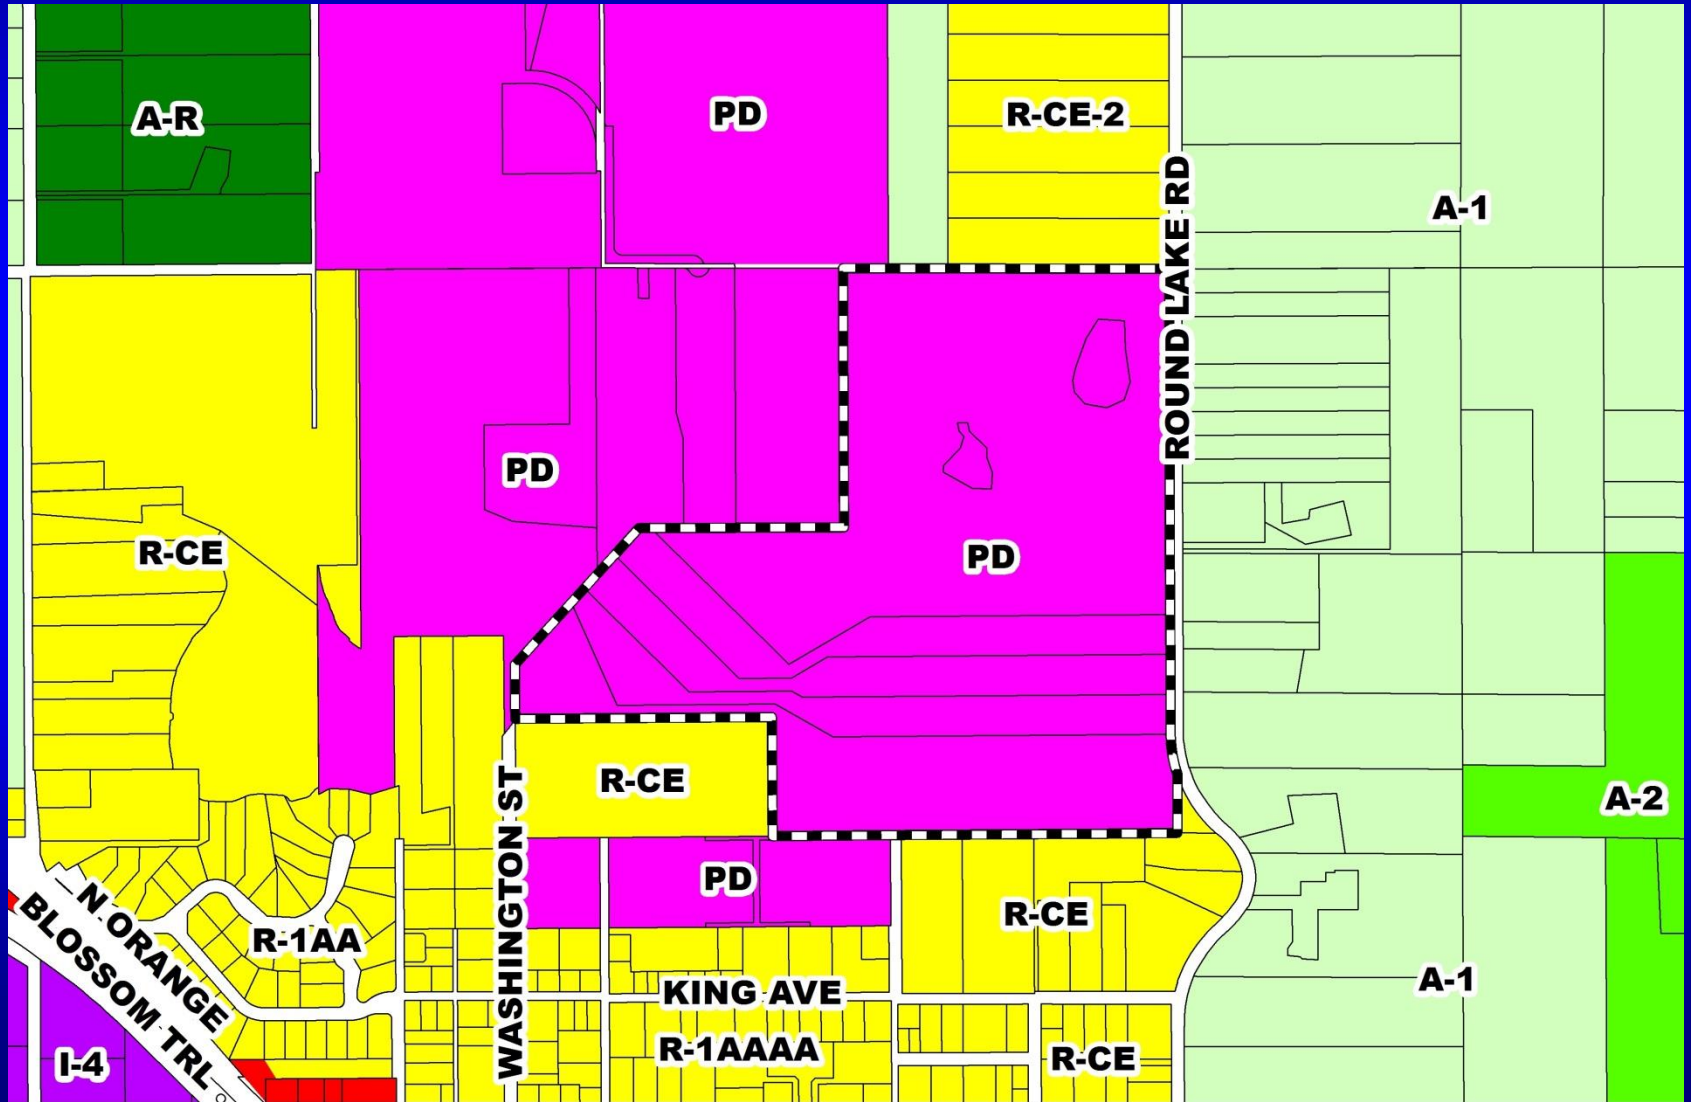 A-R
PD
R-CE-2
A-1
ROUND LAKE RD
PD
R-CE
PD
R-CE
A-2
WASHINGTON ST
PD
R-CE
R-1AA
N ORANGE
BLOSSOM TRL
KING AVE
A-1
R-1AAAA
R-CE
I-4